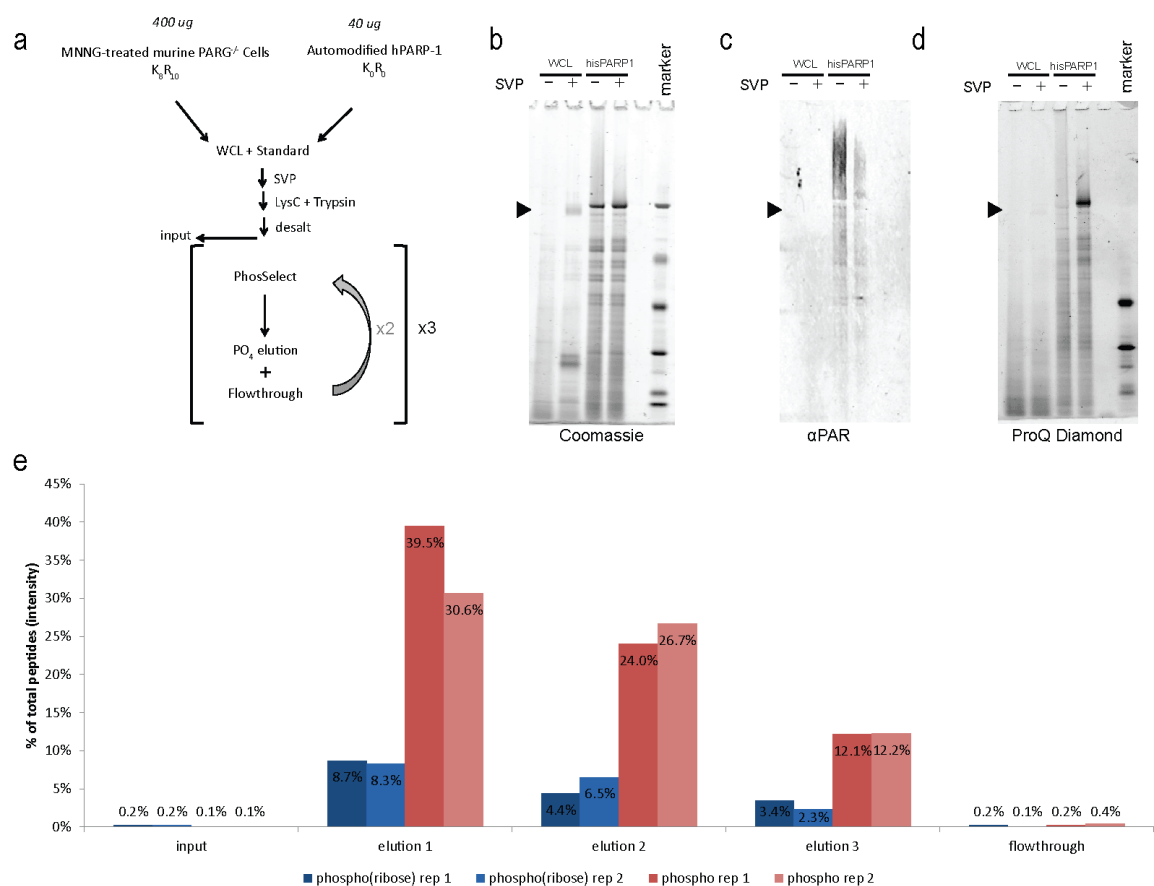 a
400 ug
MNNG-treated murine PARG-/- Cells
K8R10
40 ug
Automodified hPARP-1
K0R0
WCL + Standard
SVP
LysC + Trypsin
desalt
input
PhosSelect
PO4 elution
+
Flowthrough
x2
x3
b
WCL hisPARP1 marker
SVP − + − +
Coomassie
c
WCL hisPARP1
− + − +
αPAR
d
WCL hisPARP1 marker
SVP − + − +
ProQ Diamond
e
% of total peptides (intensity)
45%
40%
35%
30%
25%
20%
15%
10%
5%
0%
0.2% 0.2% 0.1% 0.1%
8.7% 8.3% 39.5% 30.6%
4.4% 6.5% 24.0% 26.7%
3.4% 2.3% 12.1% 12.2%
0.2% 0.1% 0.2% 0.4%
input elution 1 elution 2 elution 3 flowthrough
phospho(ribose) rep 1 phospho(ribose) rep 2 phospho rep 1 phospho rep 2